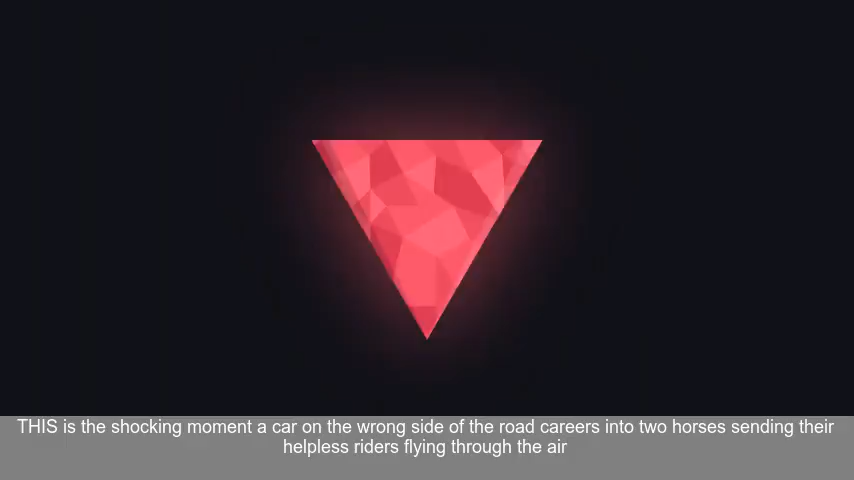 THIS is the shocking moment a car on the wrong side of the road careers into two horses sending their
helpless riders flying through the air